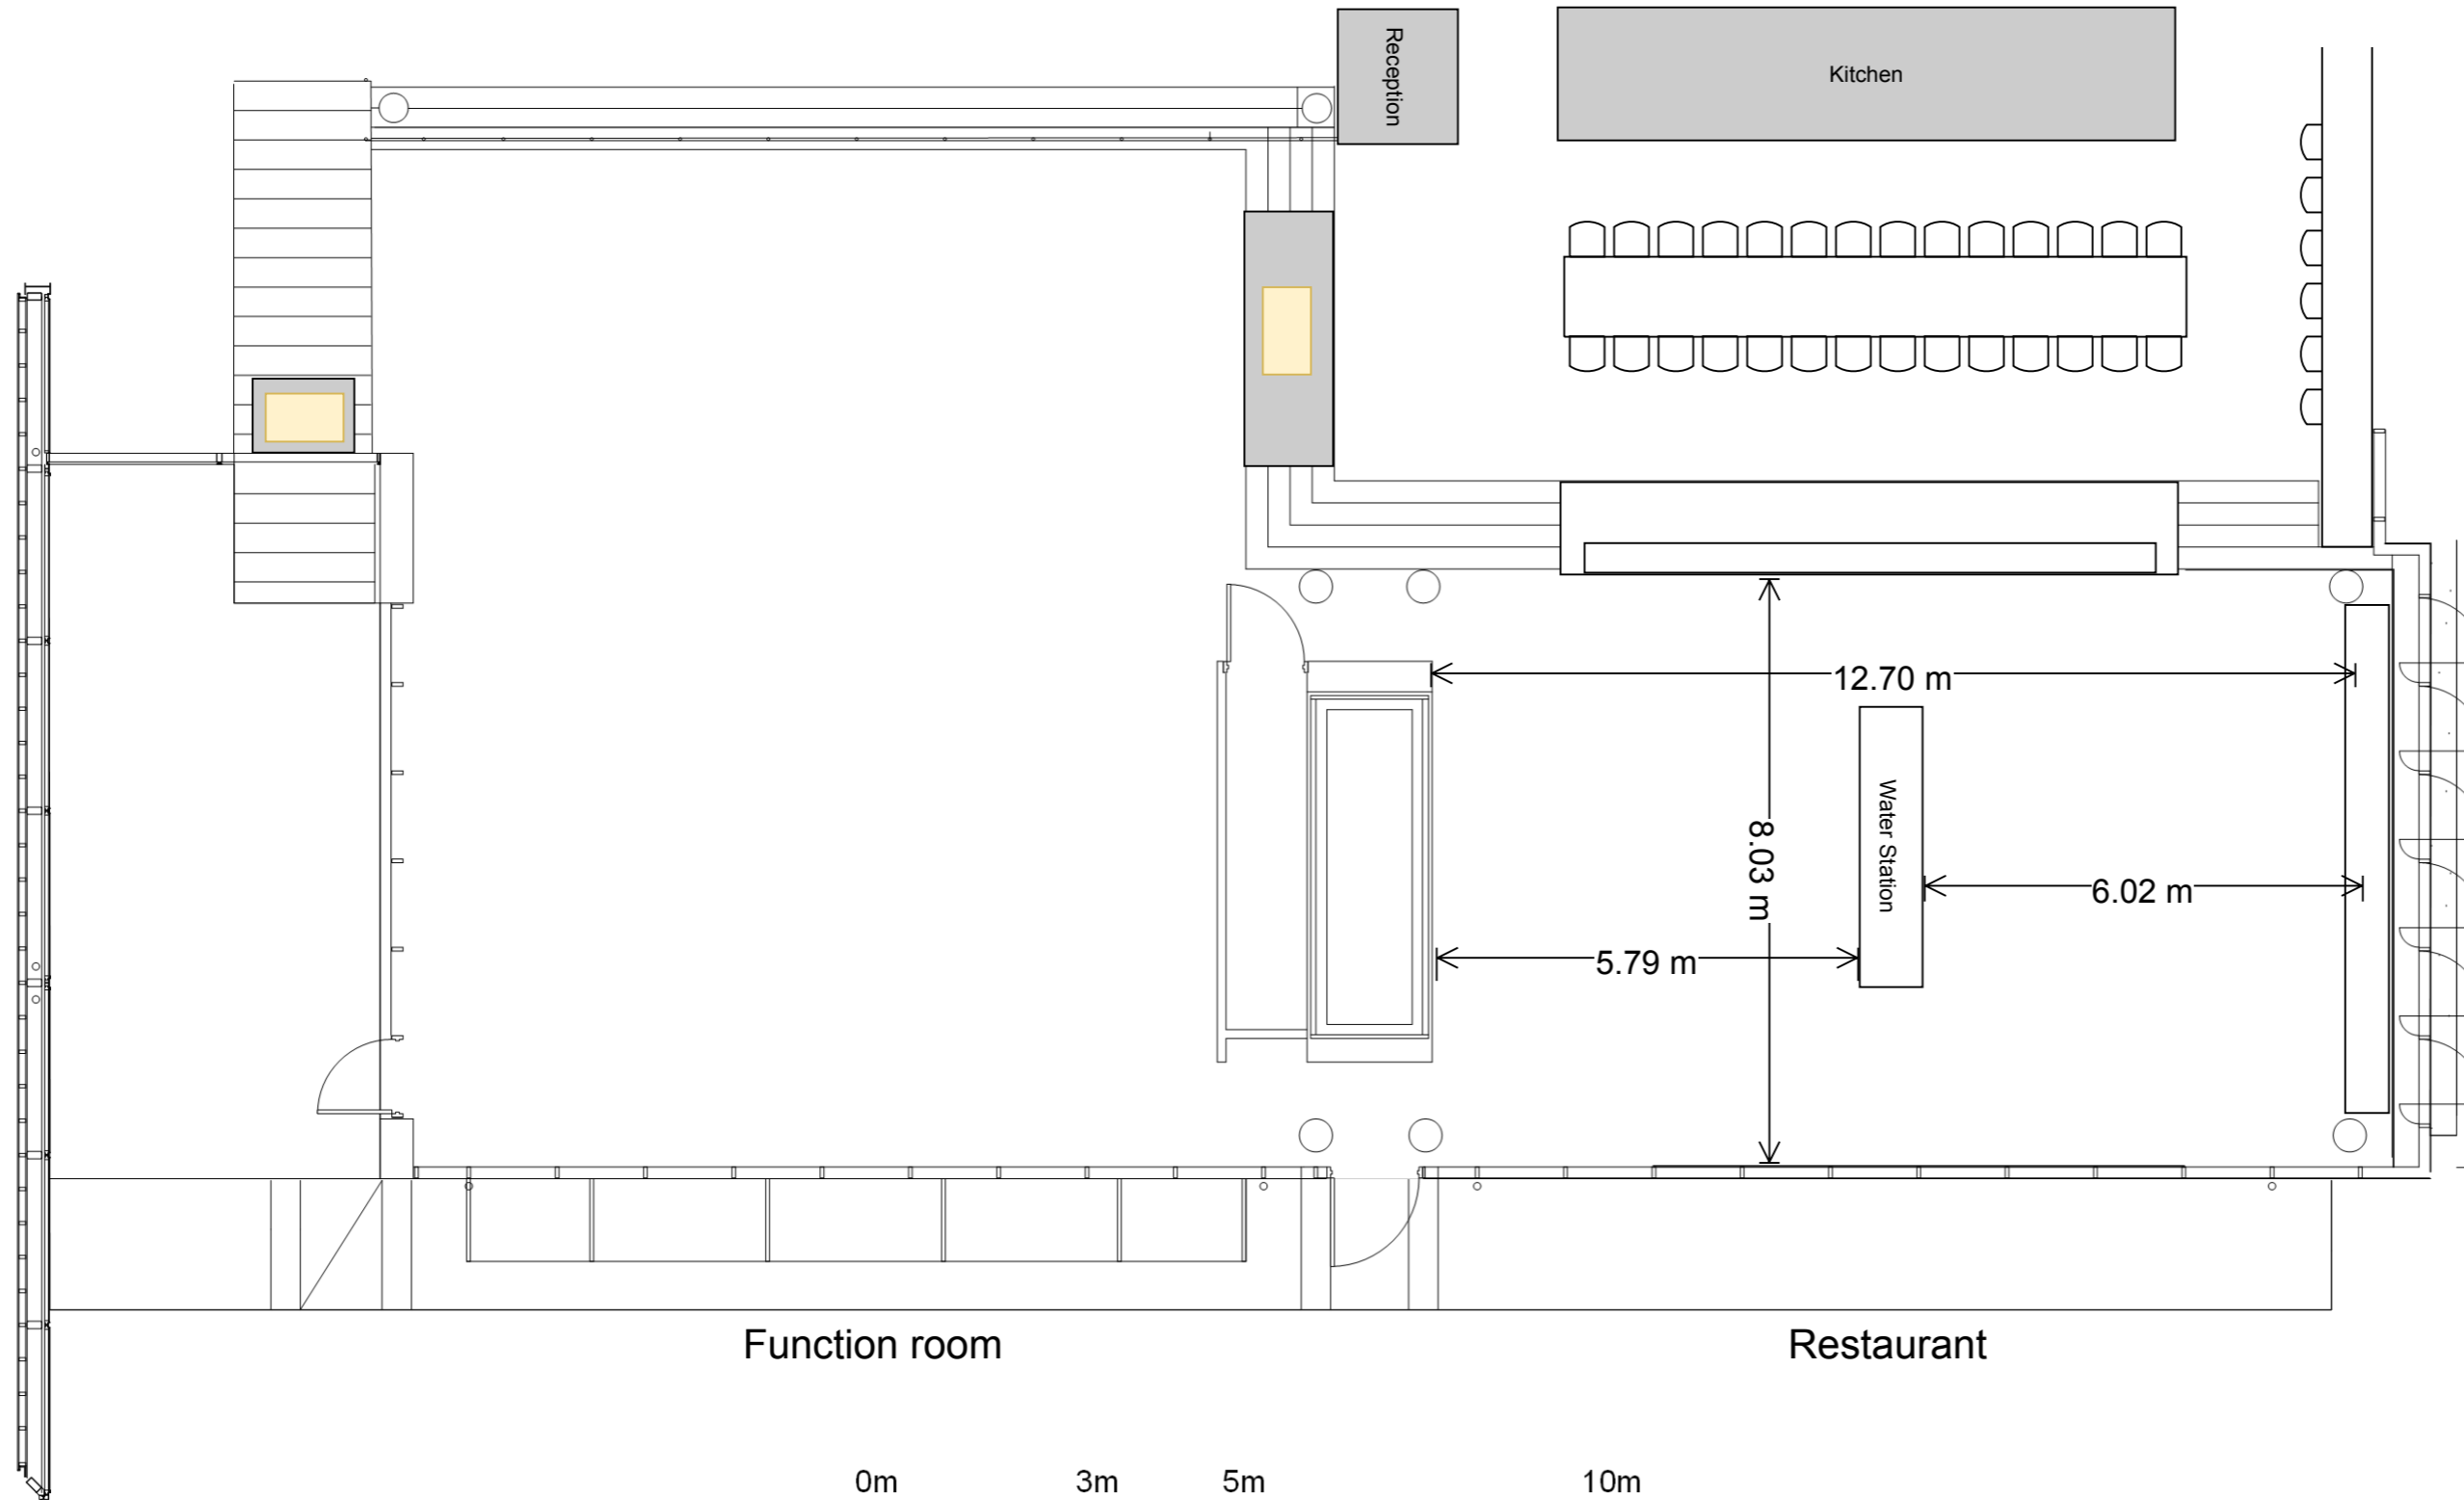 Reception
Kitchen
12.70 m
8.03 m
Water Station
6.02 m
5.79 m
Function room
Restaurant
0m
3m
5m
10m